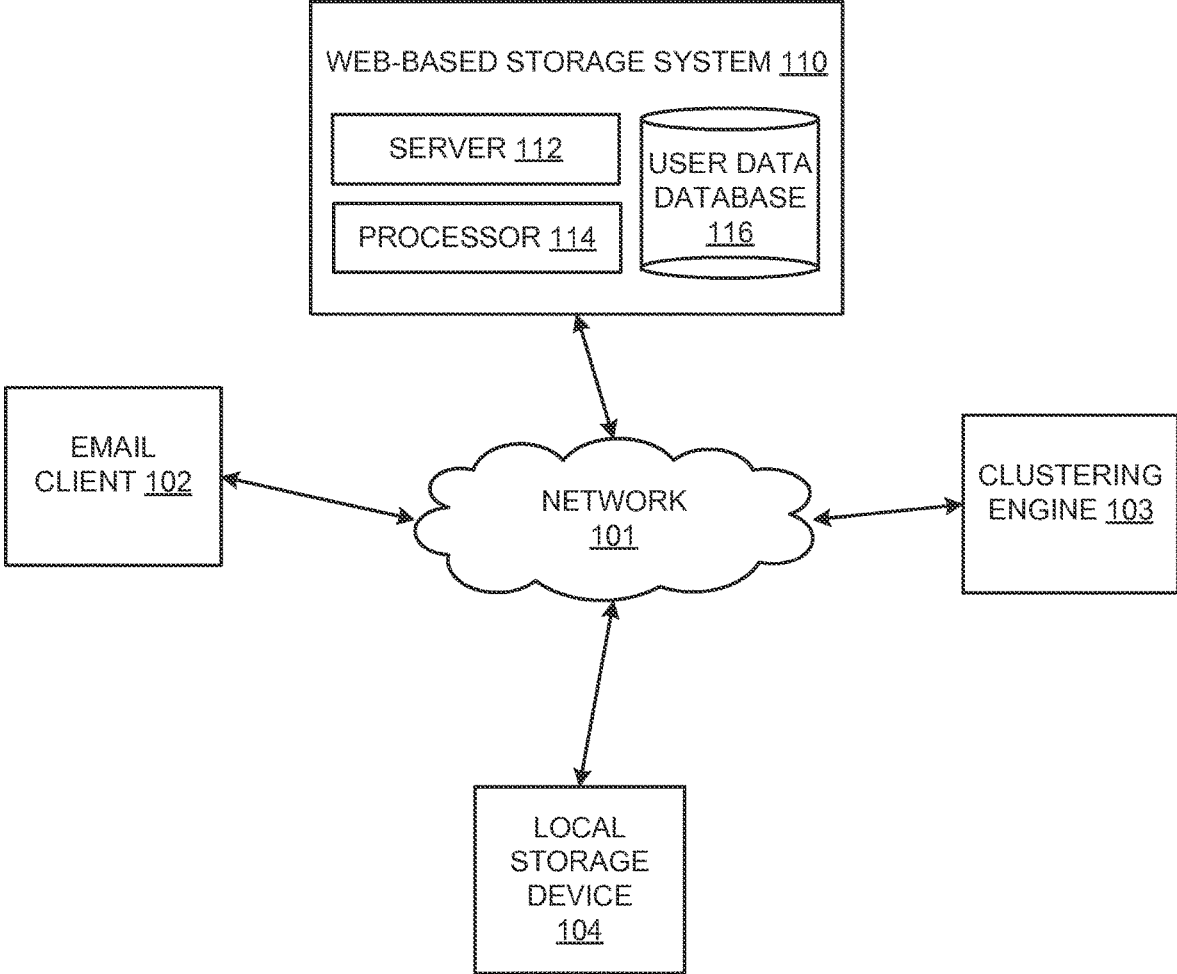 WEB-BASED STORAGE SYSTEM 110
SERVER 112
PROCESSOR 114
USER DATA
DATABASE
116
EMAIL
CLIENT 102
NETWORK
101
CLUSTERING
ENGINE 103
LOCAL
STORAGE
DEVICE
104